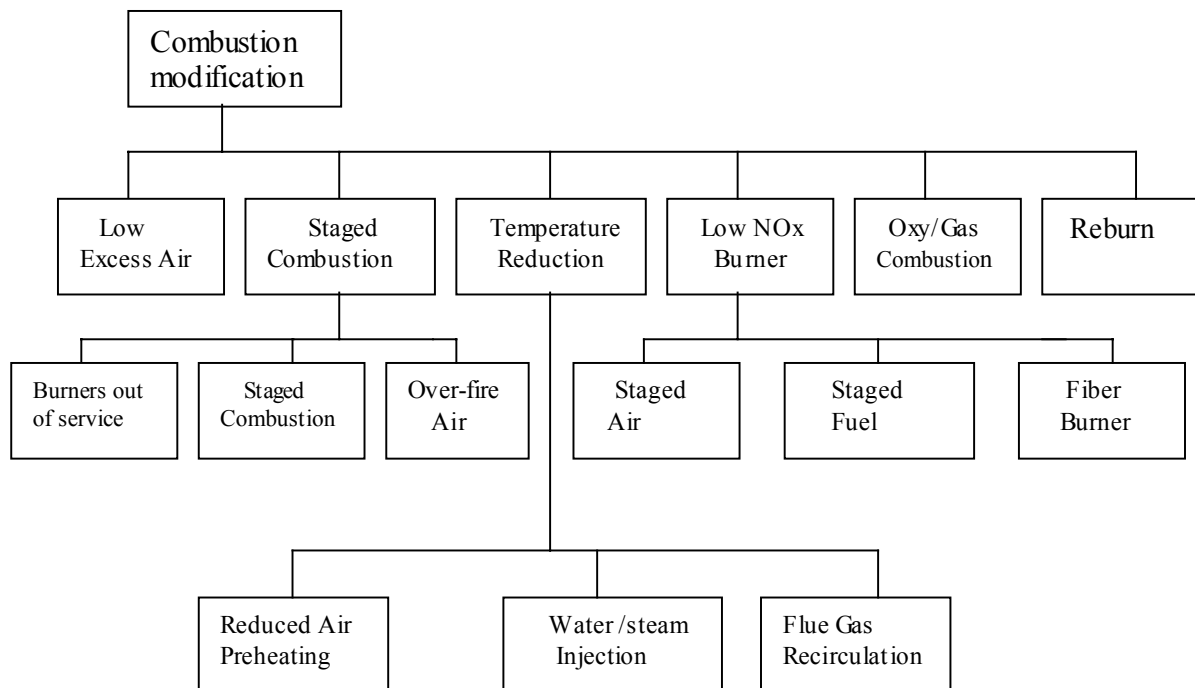 Combustion
modification
Low
Excess Air
Staged
Combustion
Temperature
Reduction
Low NOx
Burner
Oxy/Gas
Combustion
Reburn
Burners out
of service
Staged
Combustion
Over-fire
Air
Staged
Air
Staged
Fuel
Fiber
Burner
Reduced Air
Preheating
Water/steam
Injection
Flue Gas
Recirculation